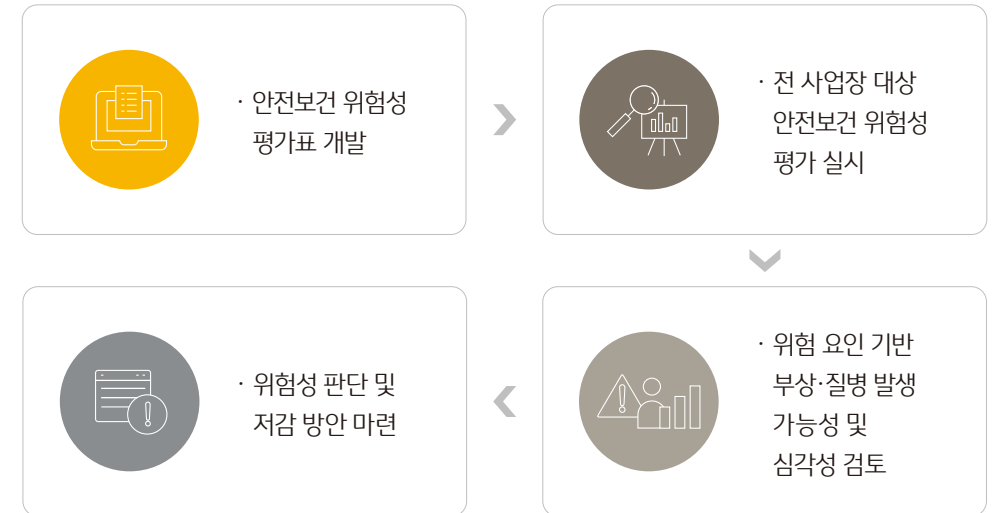 · 안전보건 위험성
평가표 개발
· 전 사업장 대상
안전보건 위험성
평가 실시
· 위험 요인 기반
부상·질병 발생
가능성 및
심각성 검토
· 위험성 판단 및
저감 방안 마련